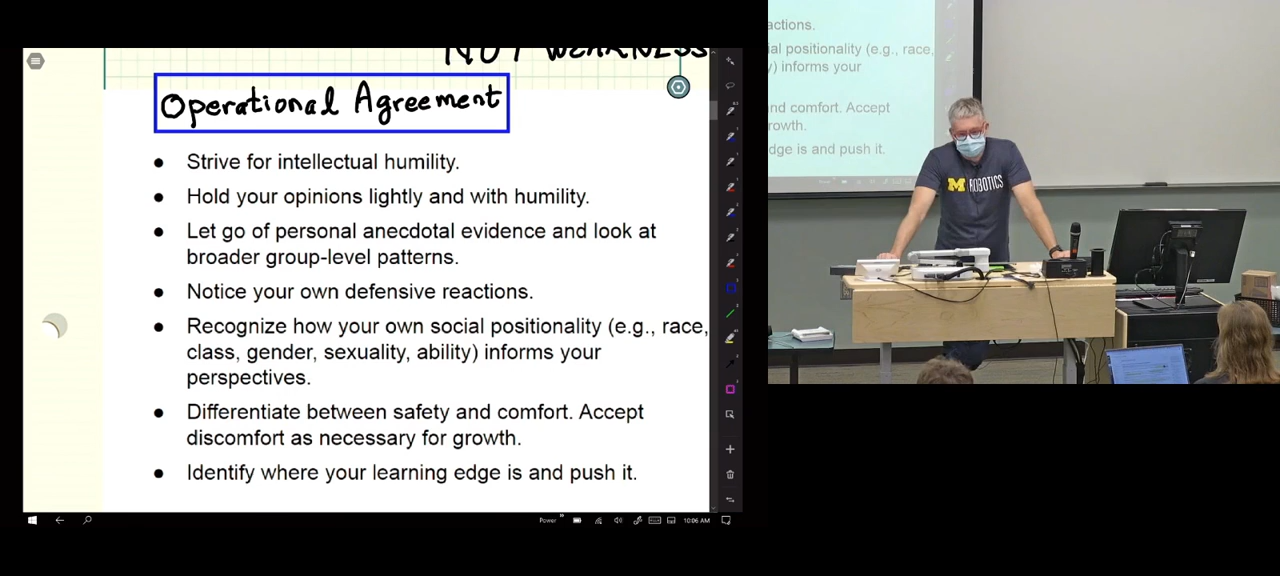 NOT WEAKNESS
Operational Agreement
● Strive for intellectual humility.
● Hold your opinions lightly and with humility.
● Let go of personal anecdotal evidence and look at
broader group-level patterns.
● Notice your own defensive reactions.
● Recognize how your own social positionality (e.g., race,
class, gender, sexuality, ability) informs your
perspectives.
● Differentiate between safety and comfort. Accept
discomfort as necessary for growth.
● Identify where your learning edge is and push it.
Power
10:06 AM
actions.
al positionality (e.g., race,
y) informs your
nd comfort. Accept
rowth.
edge is and push it.
M ROBOTICS